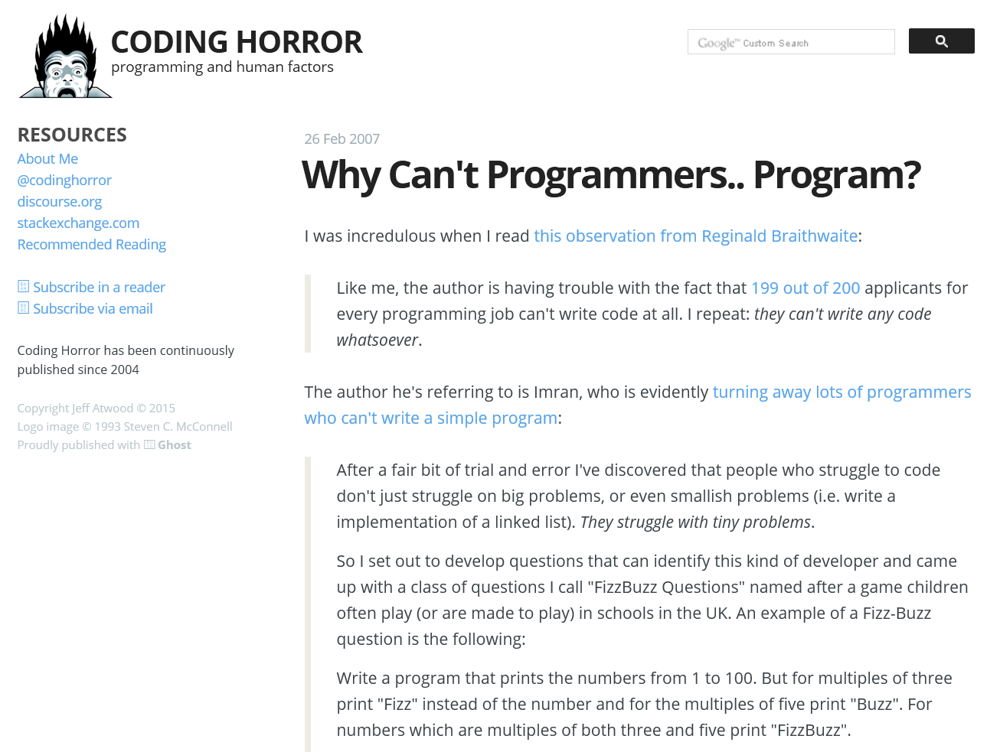 CODING HORROR
programming and human factors
Google™ Custom Search
RESOURCES
About Me
@codinghorror
discourse.org
stackexchange.com
Recommended Reading
Subscribe in a reader
Subscribe via email
Coding Horror has been continuously
published since 2004
Copyright Jeff Atwood © 2015
Logo image © 1993 Steven C. McConnell
Proudly published with Ghost
26 Feb 2007
Why Can't Programmers.. Program?
I was incredulous when I read this observation from Reginald Braithwaite:
Like me, the author is having trouble with the fact that 199 out of 200 applicants for
every programming job can't write code at all. I repeat: they can't write any code
whatsoever.
The author he's referring to is Imran, who is evidently turning away lots of programmers
who can't write a simple program:
After a fair bit of trial and error I've discovered that people who struggle to code
don't just struggle on big problems, or even smallish problems (i.e. write a
implementation of a linked list). They struggle with tiny problems.
So I set out to develop questions that can identify this kind of developer and came
up with a class of questions I call "FizzBuzz Questions" named after a game children
often play (or are made to play) in schools in the UK. An example of a Fizz-Buzz
question is the following:
Write a program that prints the numbers from 1 to 100. But for multiples of three
print "Fizz" instead of the number and for the multiples of five print "Buzz". For
numbers which are multiples of both three and five print "FizzBuzz".